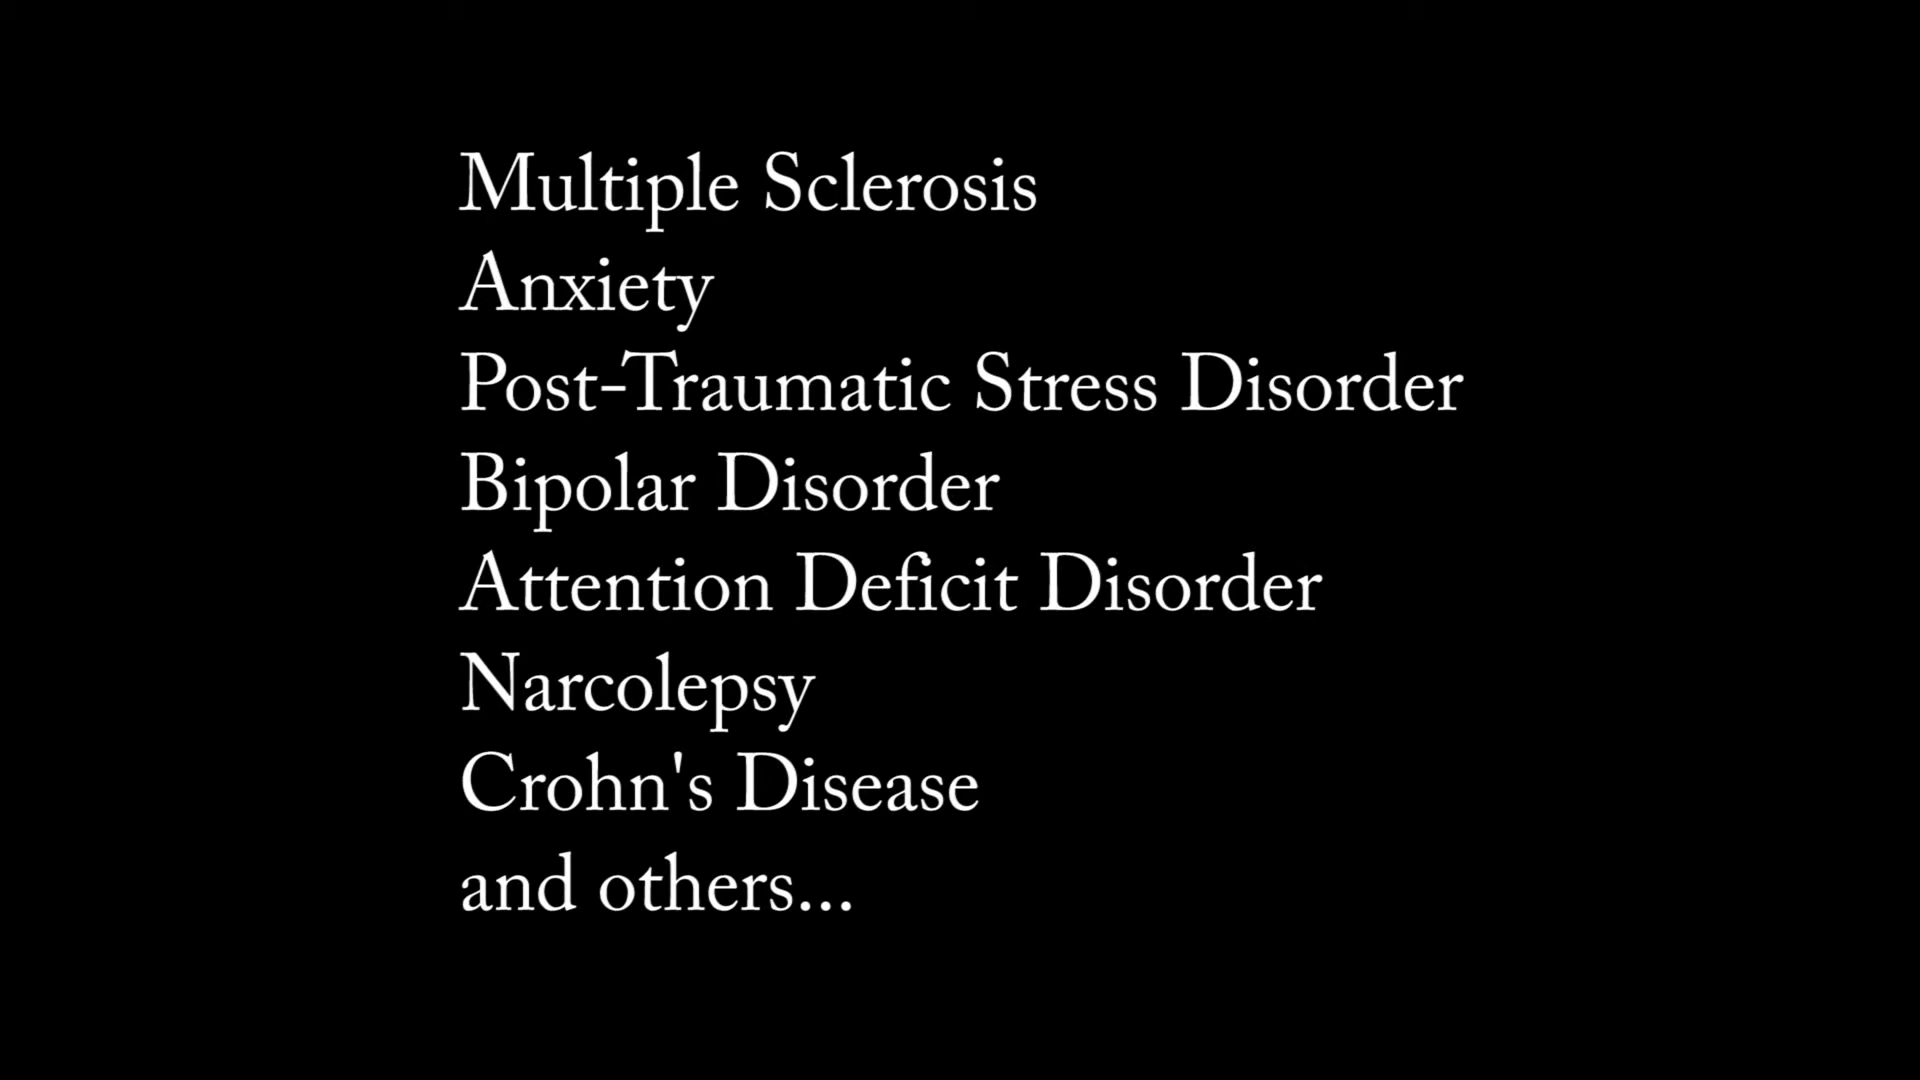 Multiple Sclerosis
Anxiety
Post-Traumatic Stress Disorder
Bipolar Disorder
Attention Deficit Disorder
Narcolepsy
Crohn's Disease
and others...